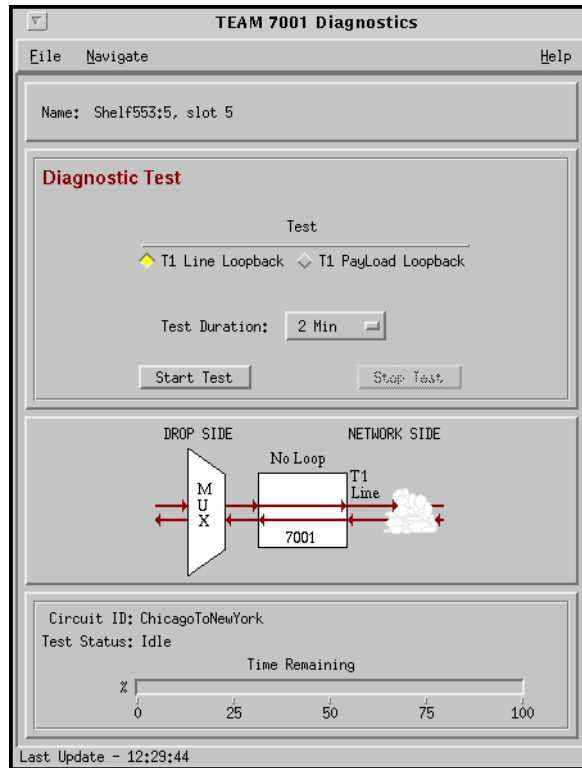 TEAM 7001 Diagnostics
File Navigate Help
Name: Shelf553:5, slot 5
Diagnostic Test
Test
T1 Line Loopback T1 PayLoad Loopback
Test Duration: 2 Min
Start Test Stop Test
DROP SIDE NETWORK SIDE
No Loop
T1
Line
MUX
7001
Circuit ID: ChicagoToNewYork
Test Status: Idle
Time Remaining
%
0 25 50 75 100
Last Update - 12:29:44